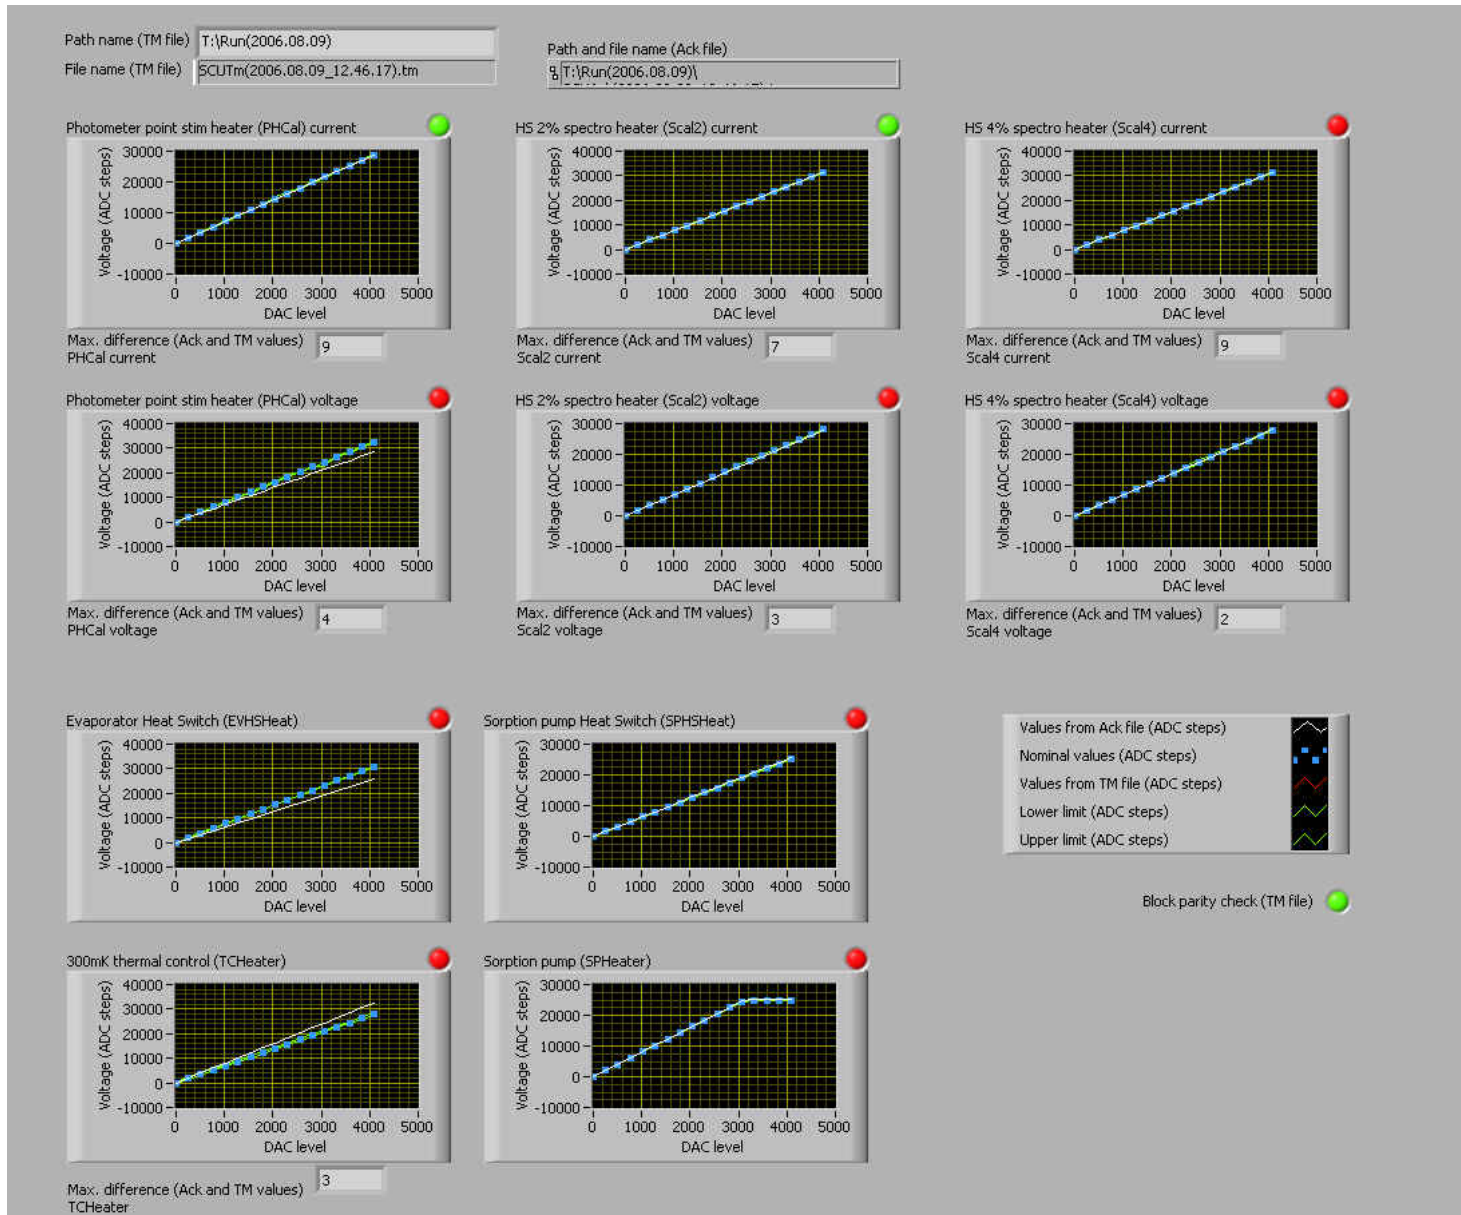 Path name (TM file) T:\Run(2006.08.09)
File name (TM file) SCUTm(2006.08.09_12.46.17).tm
Path and file name (Ack file)
T:\Run(2006.08.09)\
Photometer point stim heater (PHCal) current
Voltage (ADC steps)
30000
20000
10000
0
-10000
0 1000 2000 3000 4000 5000
DAC level
Max. difference (Ack and TM values) 9
PHCal current
HS 2% spectro heater (Scal2) current
Voltage (ADC steps)
40000
30000
20000
10000
0
-10000
0 1000 2000 3000 4000 5000
DAC level
Max. difference (Ack and TM values) 7
Scal2 current
HS 4% spectro heater (Scal4) current
Voltage (ADC steps)
40000
30000
20000
10000
0
-10000
0 1000 2000 3000 4000 5000
DAC level
Max. difference (Ack and TM values) 9
Scal4 current
Photometer point stim heater (PHCal) voltage
Voltage (ADC steps)
40000
30000
20000
10000
0
-10000
0 1000 2000 3000 4000 5000
DAC level
Max. difference (Ack and TM values) 4
PHCal voltage
HS 2% spectro heater (Scal2) voltage
Voltage (ADC steps)
30000
20000
10000
0
-10000
0 1000 2000 3000 4000 5000
DAC level
Max. difference (Ack and TM values) 3
Scal2 voltage
HS 4% spectro heater (Scal4) voltage
Voltage (ADC steps)
30000
20000
10000
0
-10000
0 1000 2000 3000 4000 5000
DAC level
Max. difference (Ack and TM values) 2
Scal4 voltage
Evaporator Heat Switch (EVHSHeat)
Voltage (ADC steps)
40000
30000
20000
10000
0
-10000
0 1000 2000 3000 4000 5000
DAC level
Sorption pump Heat Switch (SPHSHeat)
Voltage (ADC steps)
30000
20000
10000
0
-10000
0 1000 2000 3000 4000 5000
DAC level
Values from Ack file (ADC steps)
Nominal values (ADC steps)
Values from TM file (ADC steps)
Lower limit (ADC steps)
Upper limit (ADC steps)
Block parity check (TM file)
300mK thermal control (TCHeater)
Voltage (ADC steps)
40000
30000
20000
10000
0
-10000
0 1000 2000 3000 4000 5000
DAC level
Max. difference (Ack and TM values) 3
TCHeater
Sorption pump (SPHeater)
Voltage (ADC steps)
30000
20000
10000
0
-10000
0 1000 2000 3000 4000 5000
DAC level